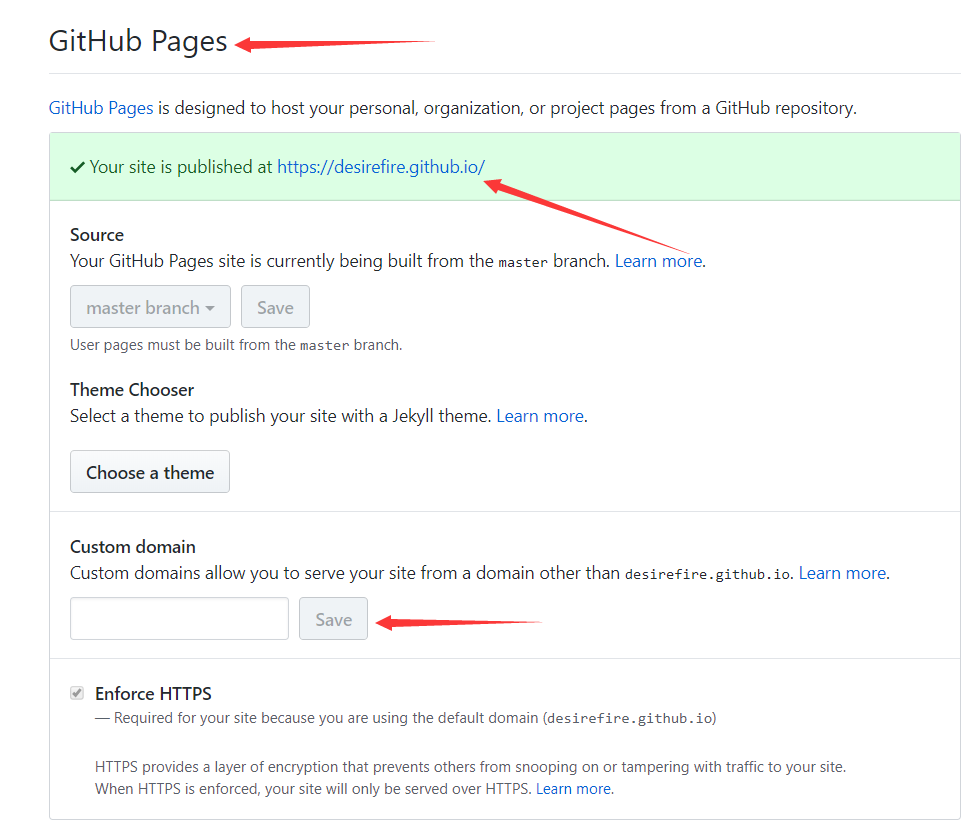 GitHub Pages
GitHub Pages is designed to host your personal, organization, or project pages from a GitHub repository.
Your site is published at https://desirefire.github.io/
Source
Your GitHub Pages site is currently being built from the master branch. Learn more.
master branch
Save
User pages must be built from the master branch.
Theme Chooser
Select a theme to publish your site with a Jekyll theme. Learn more.
Choose a theme
Custom domain
Custom domains allow you to serve your site from a domain other than desirefire.github.io. Learn more.
Save
Enforce HTTPS
— Required for your site because you are using the default domain (desirefire.github.io)
HTTPS provides a layer of encryption that prevents others from snooping on or tampering with traffic to your site.
When HTTPS is enforced, your site will only be served over HTTPS. Learn more.